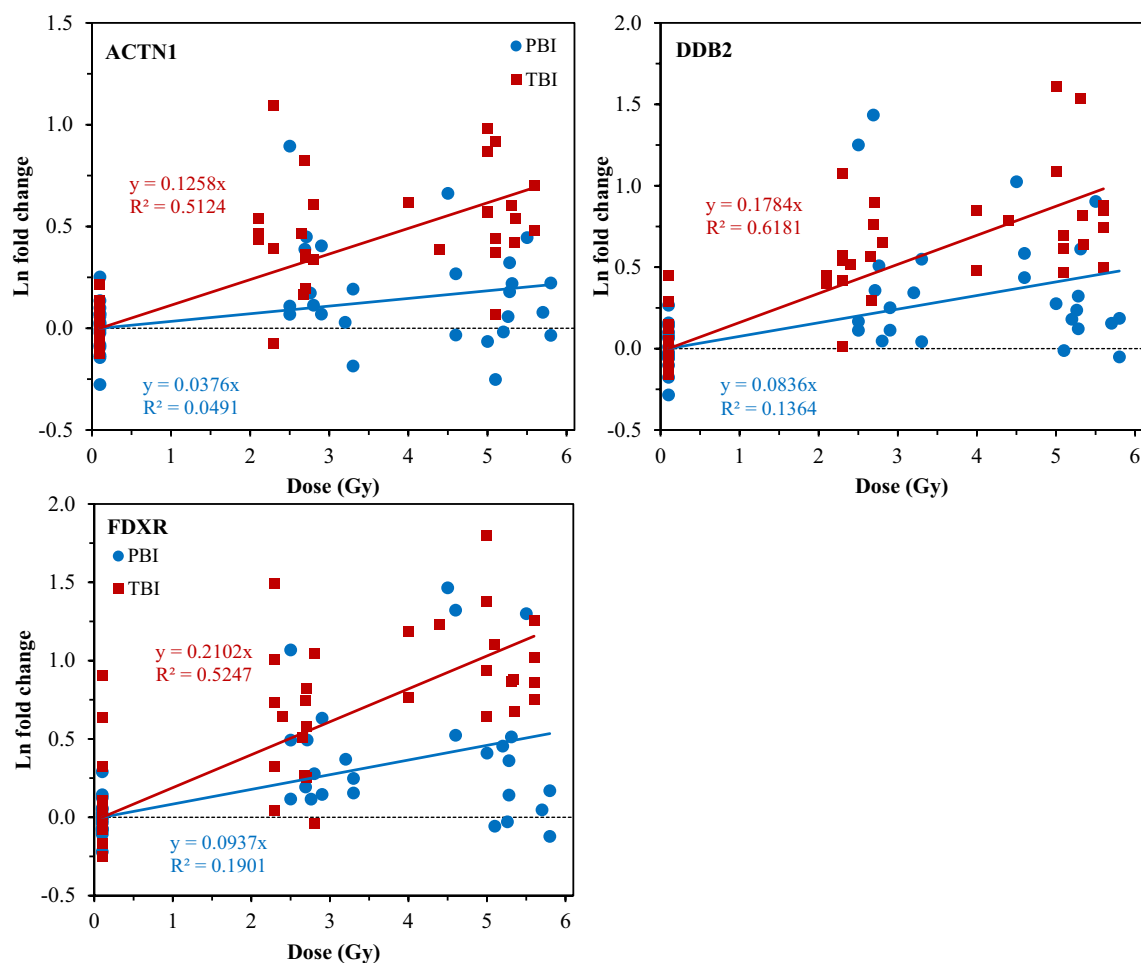 ACTN1
PBI
TBI
1.5
1.0
0.5
0.0
-0.5
Ln fold change
y = 0.1258x
R² = 0.5124
y = 0.0376x
R² = 0.0491
0 1 2 3 4 5 6
Dose (Gy)
DDB2
2.0
1.5
1.0
0.5
0.0
-0.5
Ln fold change
y = 0.1784x
R² = 0.6181
y = 0.0836x
R² = 0.1364
0 1 2 3 4 5 6
Dose (Gy)
FDXR
PBI
TBI
2.0
1.5
1.0
0.5
0.0
-0.5
Ln fold change
y = 0.2102x
R² = 0.5247
y = 0.0937x
R² = 0.1901
0 1 2 3 4 5 6
Dose (Gy)